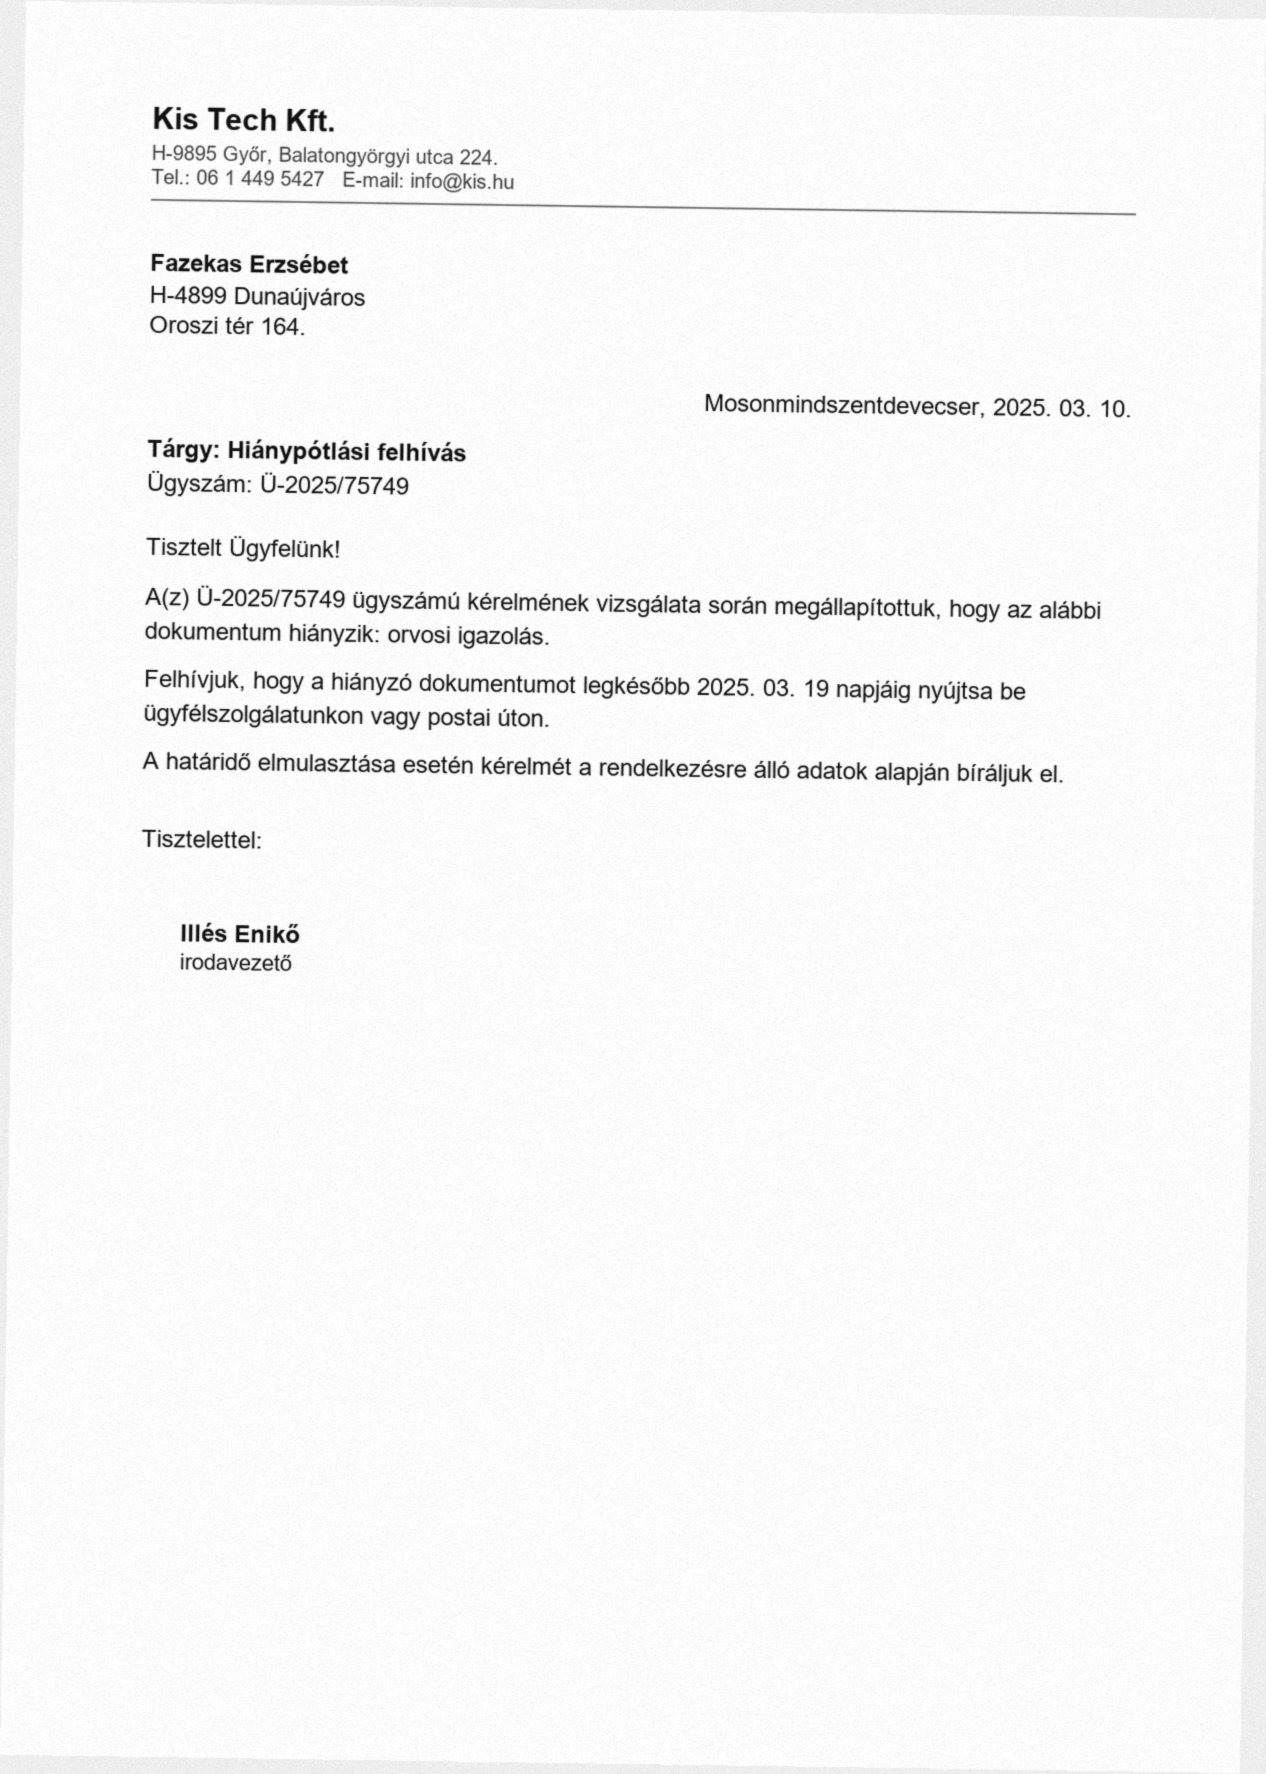 Kis Tech Kft.
H-9895 Győr, Balatongyörgyi utca 224.
Tel.: 06 1 449 5427 E-mail: info@kis.hu
Fazekas Erzsébet
H-4899 Dunaújváros
Oroszi tér 164.
Mosonmindszentdevecser, 2025. 03. 10.
Tárgy: Hiánypótlási felhívás
Ügyszám: Ü-2025/75749
Tisztelt Ügyfelünk!
A(z) Ü-2025/75749 ügyszámú kérelmének vizsgálata során megállapítottuk, hogy az alábbi
dokumentum hiányzik: orvosi igazolás.
Felhívjuk, hogy a hiányzó dokumentumot legkésőbb 2025. 03. 19 napjáig nyújtsa be
ügyfélszolgálatunkon vagy postai úton.
A határidő elmulasztása esetén kérelmét a rendelkezésre álló adatok alapján bíráljuk el.
Tisztelettel:
Illés Enikő
irodavezető